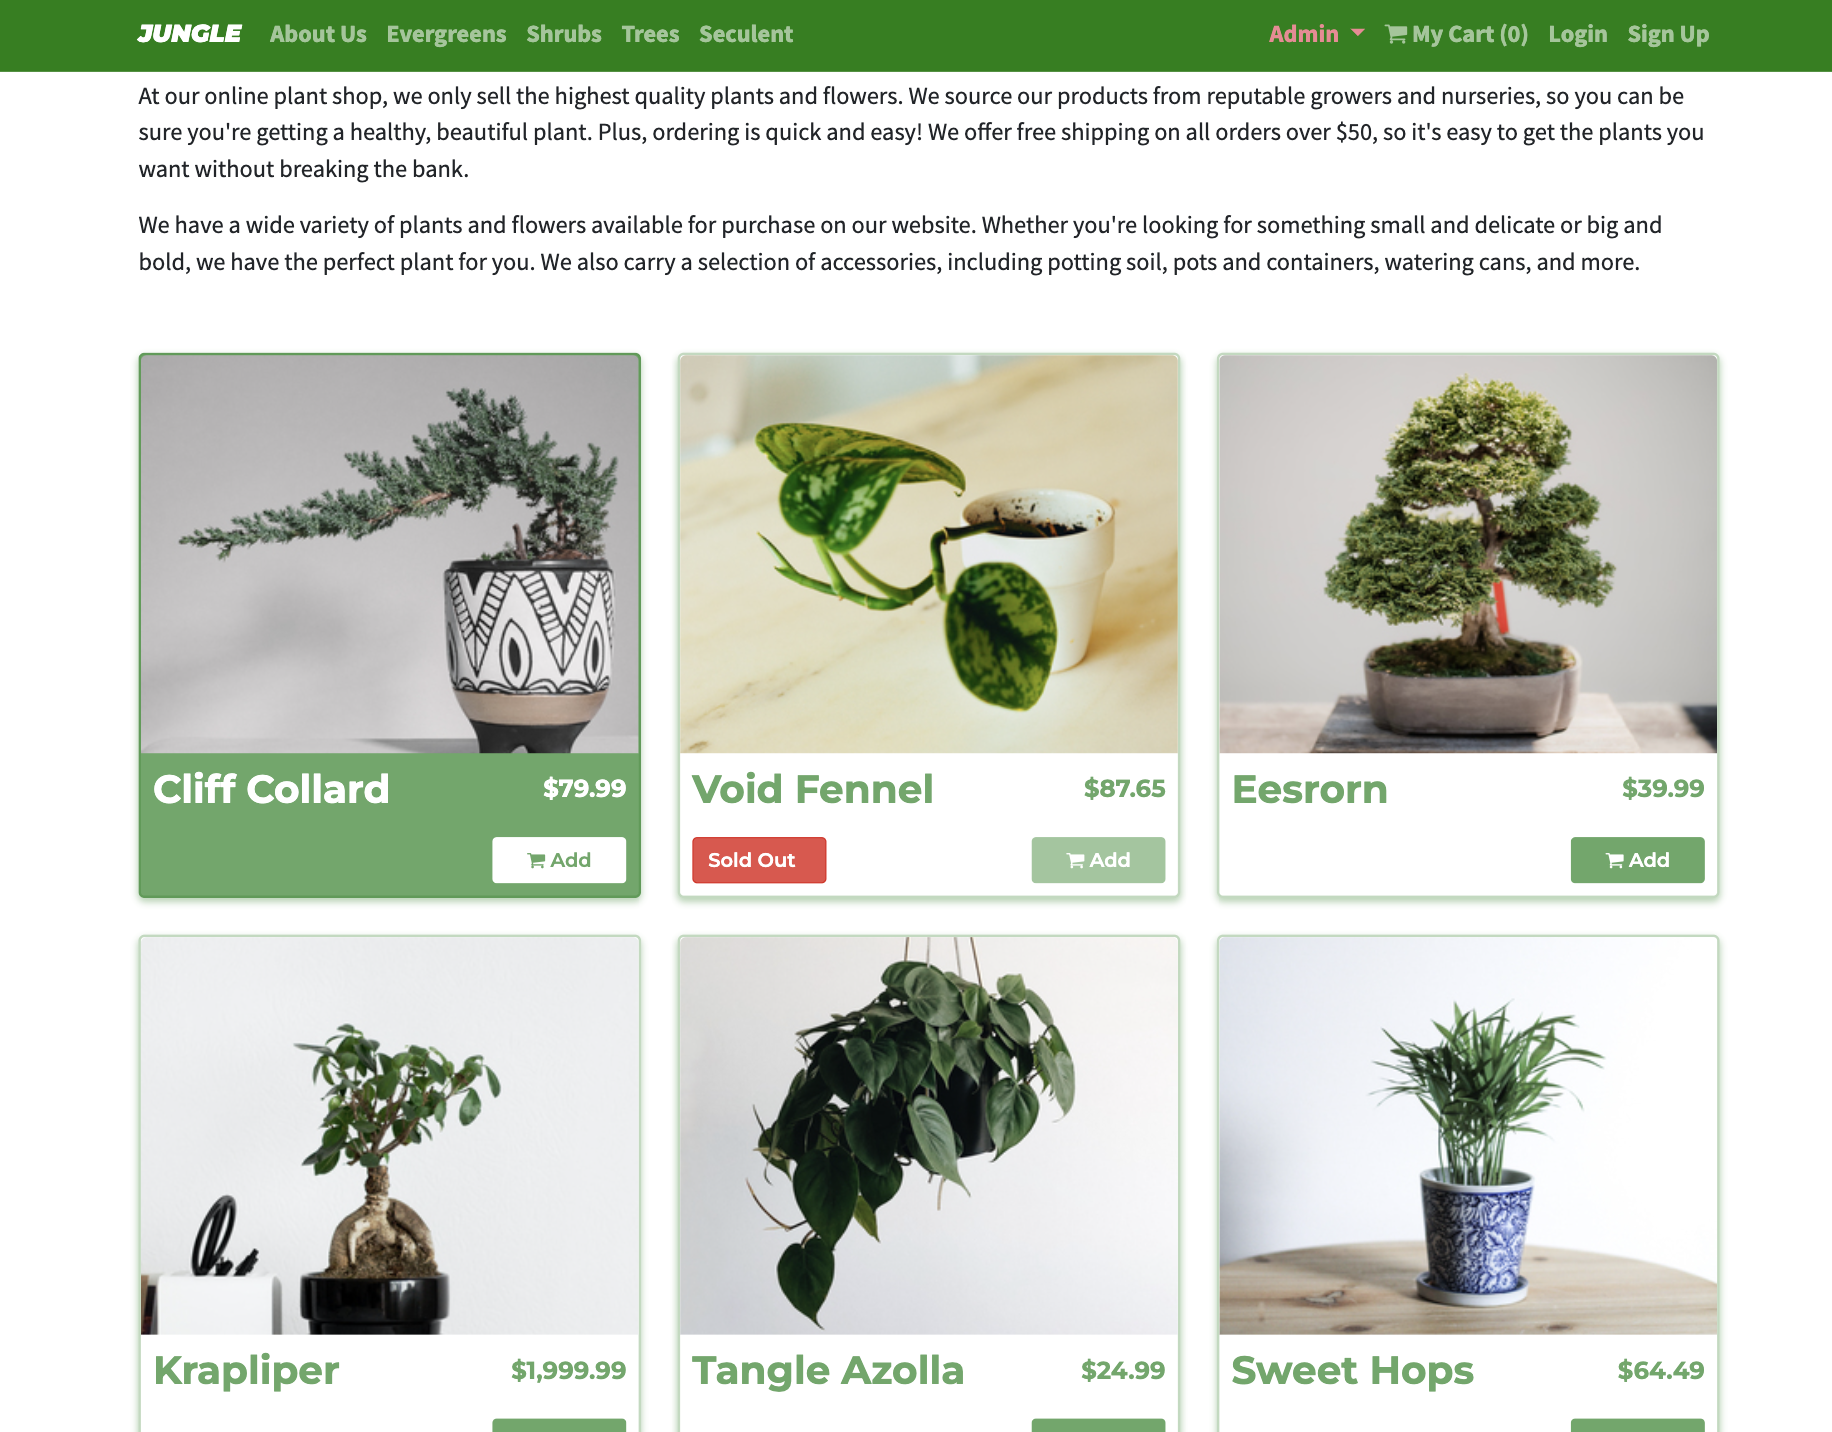 JUNGLE About Us Evergreens Shrubs Trees Seculent Admin My Cart (0) Login Sign Up
At our online plant shop, we only sell the highest quality plants and flowers. We source our products from reputable growers and nurseries, so you can be
sure you're getting a healthy, beautiful plant. Plus, ordering is quick and easy! We offer free shipping on all orders over $50, so it's easy to get the plants you
want without breaking the bank.
We have a wide variety of plants and flowers available for purchase on our website. Whether you're looking for something small and delicate or big and
bold, we have the perfect plant for you. We also carry a selection of accessories, including potting soil, pots and containers, watering cans, and more.
Cliff Collard $79.99
Add
Void Fennel $87.65
Sold Out Add
Eesrorn $39.99
Add
Krapliper $1,999.99
Tangle Azolla $24.99
Sweet Hops $64.49